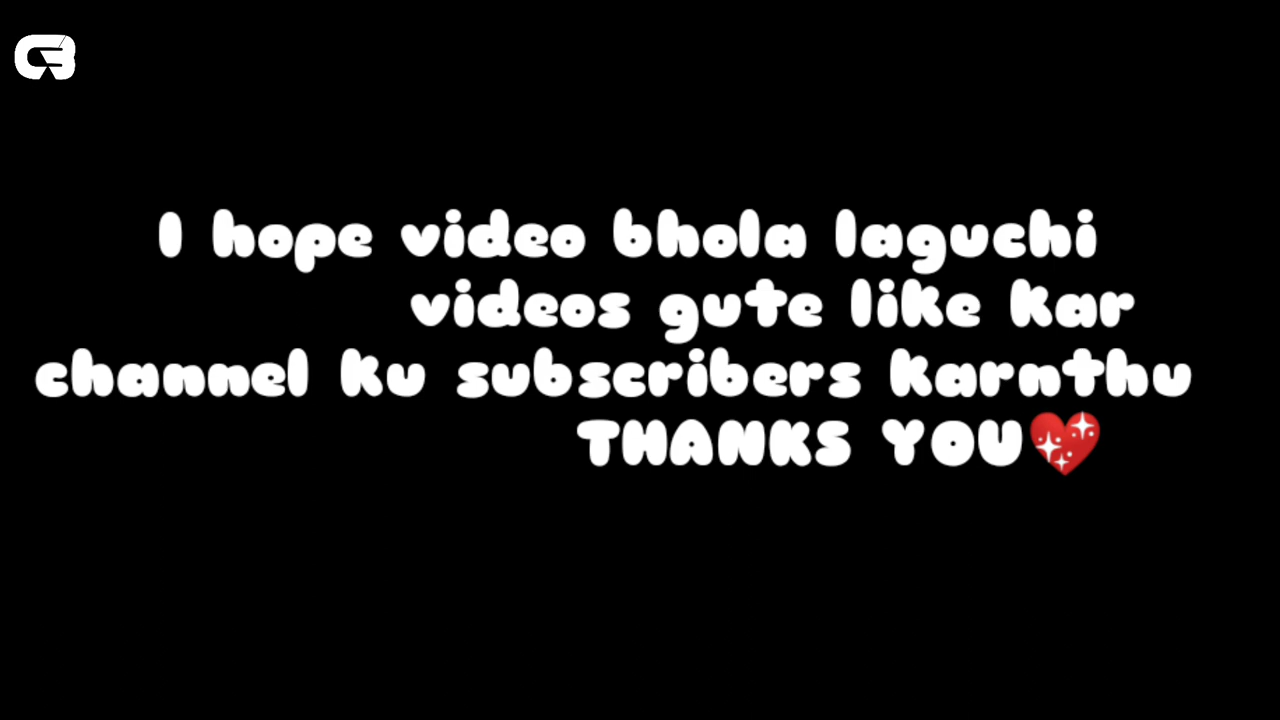 I hope video bhola laguchi
videos gute like kar
channel ku subscribers karnthu
THANKS YOU💖